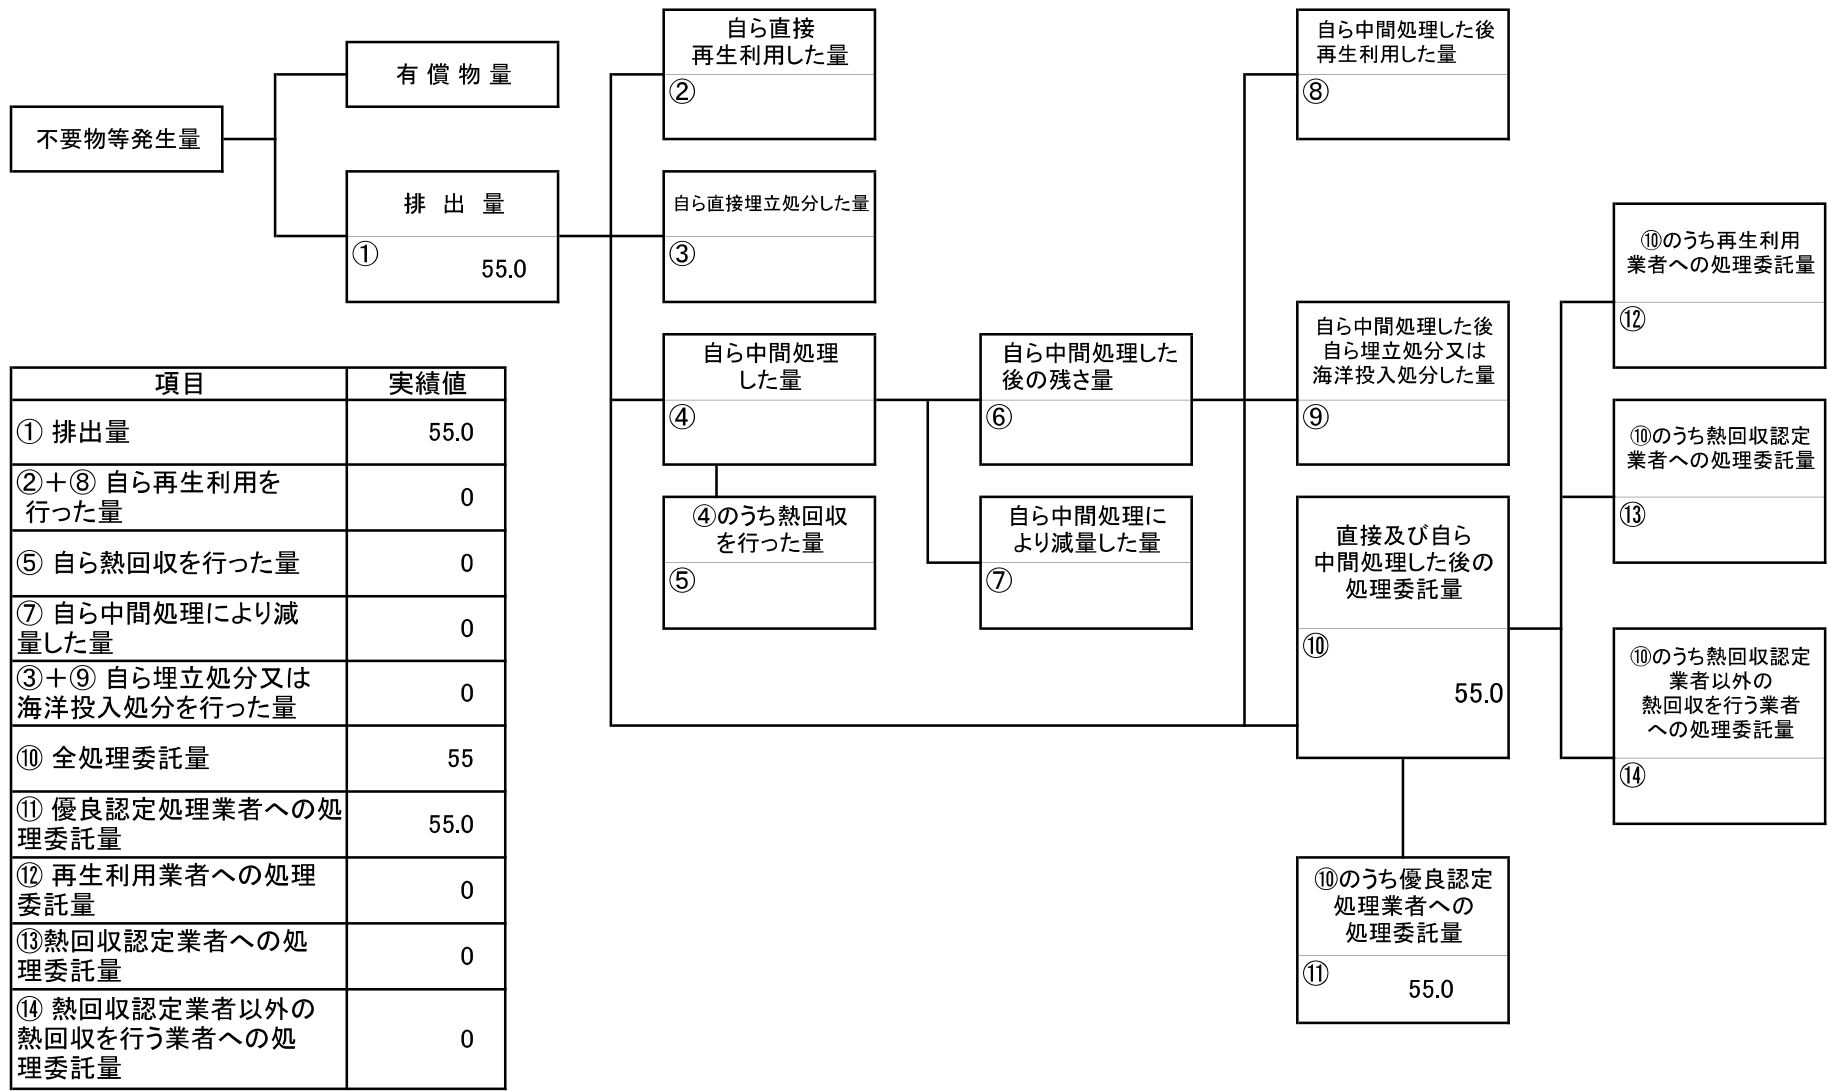 不要物等発生量
有 償 物 量
排 出 量
①
55.0
自ら直接
再生利用した量
②
自ら直接埋立処分した量
③
自ら中間処理
した量
④
④のうち熱回収
を行った量
⑤
自ら中間処理した
後の残さ量
⑥
自ら中間処理に
より減量した量
⑦
自ら中間処理した後
再生利用した量
⑧
自ら中間処理した後
自ら埋立処分又は
海洋投入処分した量
⑨
直接及び自ら
中間処理した後の
処理委託量
⑩
55.0
⑩のうち優良認定
処理業者への
処理委託量
⑪
55.0
⑩のうち再生利用
業者への処理委託量
⑫
⑩のうち熱回収認定
業者への処理委託量
⑬
⑩のうち熱回収認定
業者以外の
熱回収を行う業者
への処理委託量
⑭
項目 実績値
① 排出量 55.0
②＋⑧ 自ら再生利用を
行った量 0
⑤ 自ら熱回収を行った量 0
⑦ 自ら中間処理により減
量した量 0
③＋⑨ 自ら埋立処分又は
海洋投入処分を行った量 0
⑩ 全処理委託量 55
⑪ 優良認定処理業者への処
理委託量 55.0
⑫ 再生利用業者への処理
委託量 0
⑬熱回収認定業者への処
理委託量 0
⑭ 熱回収認定業者以外の
熱回収を行う業者への処
理委託量 0